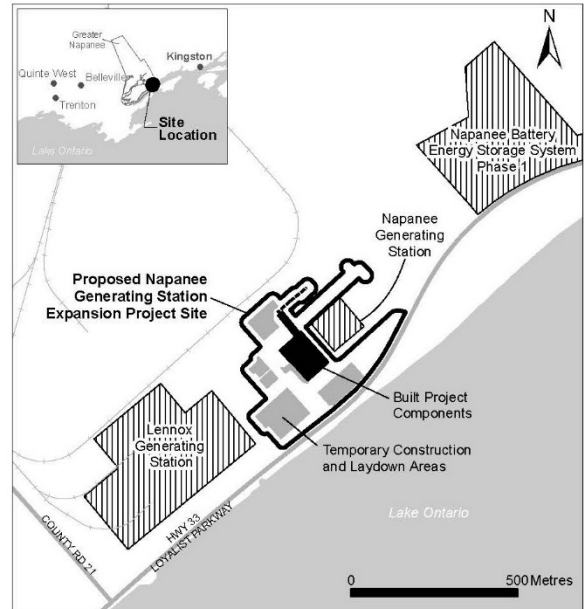 Greater
Napanee
Kingston
Quinte West
Belleville
Trenton
Site
Location
Lake Ontario
N
Napanee Battery
Energy Storage System
Phase 1
Napanee
Generating
Station
Proposed Napanee
Generating Station
Expansion Project Site
Built Project
Components
Lennox
Generating
Station
Temporary Construction
and Laydown Areas
Lake Ontario
COUNTY RD 21
HWY 33
LOYALIST PARKWAY
0 500 Metres